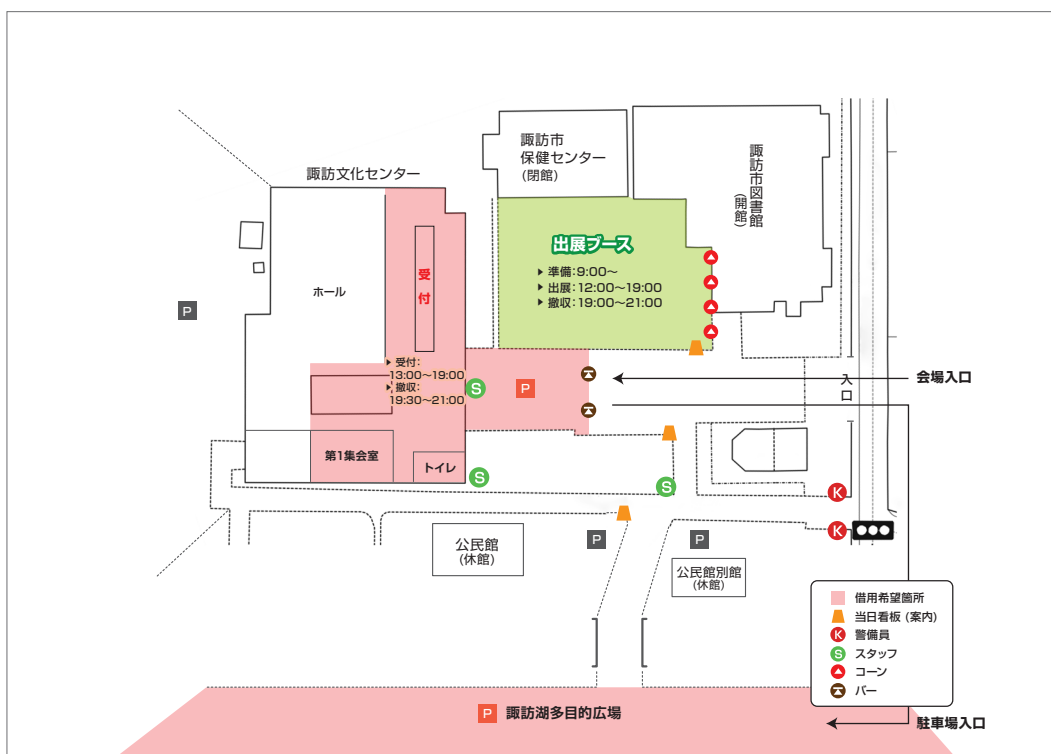 諏訪市
保健センター
(閉館)
諏訪市図書館
(開館)
諏訪文化センター
出展ブース
▶ 準備:9:00〜
▶ 出展:12:00〜19:00
▶ 撤収:19:00〜21:00
受付
ホール
P
▶ 受付:
13:00〜19:00
▶ 撤収:
19:30〜21:00
S
P
入口
会場入口
第1集会室
トイレ
S
S
K
K
公民館
(休館)
P
P
公民館別館
(休館)
借用希望箇所
当日看板 (案内)
K 警備員
S スタッフ
コーン
バー
P 諏訪湖多目的広場
駐車場入口